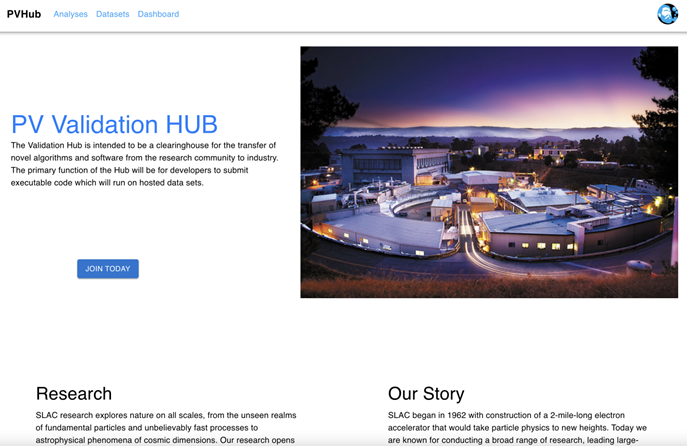 PVHub Analyses Datasets Dashboard
PV Validation HUB
The Validation Hub is intended to be a clearinghouse for the transfer of
novel algorithms and software from the research community to industry.
The primary function of the Hub will be for developers to submit
executable code which will run on hosted data sets.
JOIN TODAY
Research
SLAC research explores nature on all scales, from the unseen realms
of fundamental particles and unbelievably fast processes to
astrophysical phenomena of cosmic dimensions. Our research opens
Our Story
SLAC began in 1962 with construction of a 2-mile-long electron
accelerator that would take particle physics to new heights. Today we
are known for conducting a broad range of research, leading large-